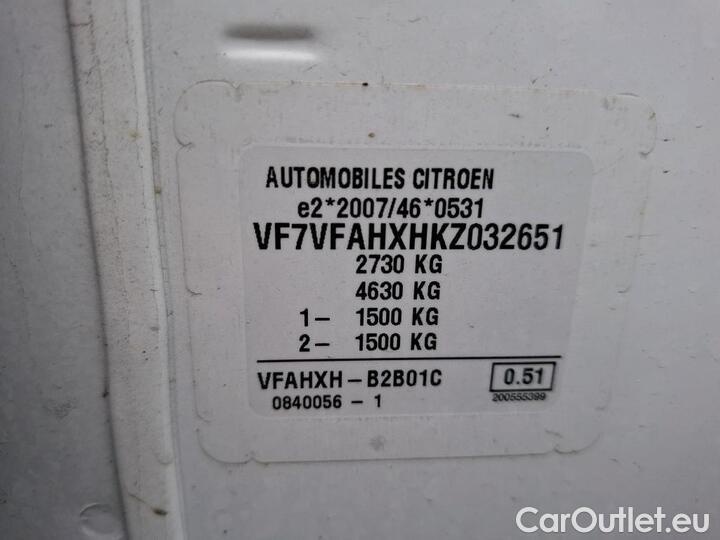 AUTOMOBILES CITROEN
e2*2007/46*0531
VF7VFAHXHKZ032651
2730 KG
4630 KG
1- 1500 KG
2- 1500 KG
VFAHXH-B2B01C 0.51
0840056 - 1 200555399
CarOutlet.eu